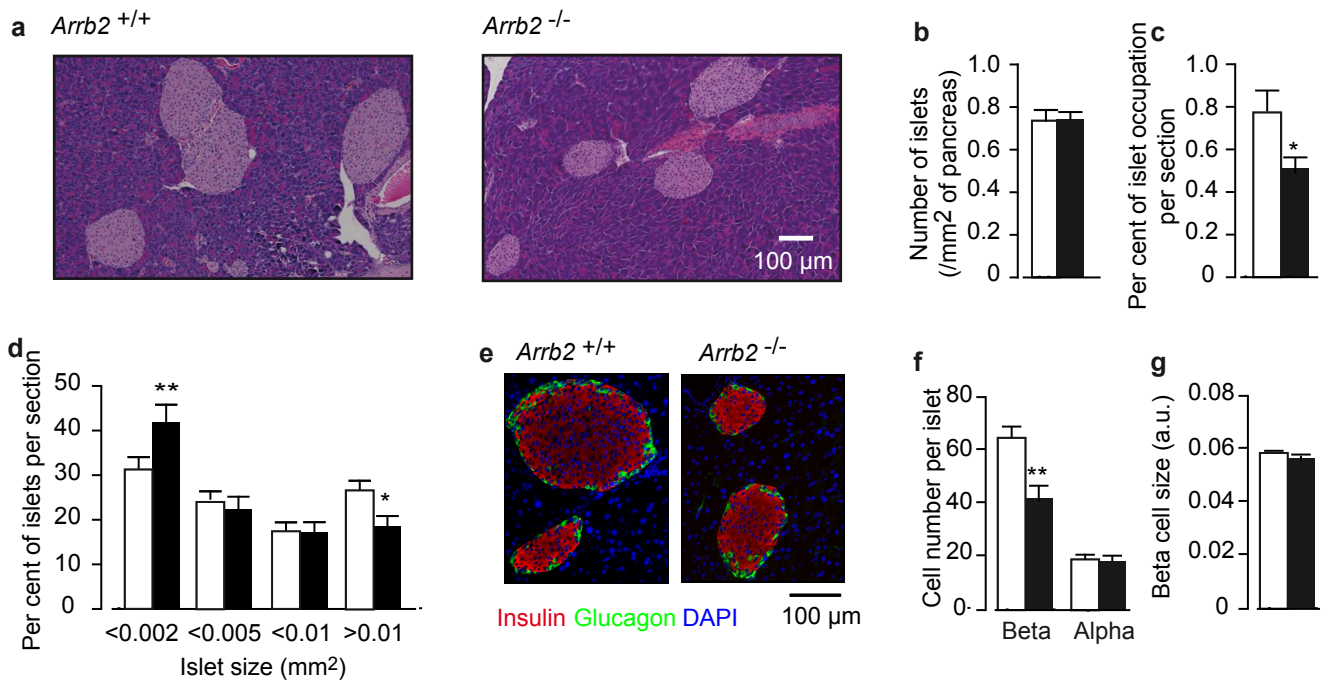 a
Arrb2 +/+
Arrb2 -/-
100 µm
b
Number of islets
(/mm2 of pancreas)
1.0
0.8
0.6
0.4
0.2
0
c
Per cent of islet occupation
per section
1.0
0.8
0.6
0.4
0.2
0
*
d
Per cent of islets per section
50
40
30
20
10
0
**
*
<0.002 <0.005 <0.01 >0.01
Islet size (mm2)
e
Arrb2 +/+
Arrb2 -/-
Insulin Glucagon DAPI
100 µm
f
Cell number per islet
80
60
40
20
0
**
Beta Alpha
g
Beta cell size (a.u.)
0.08
0.06
0.04
0.02
0